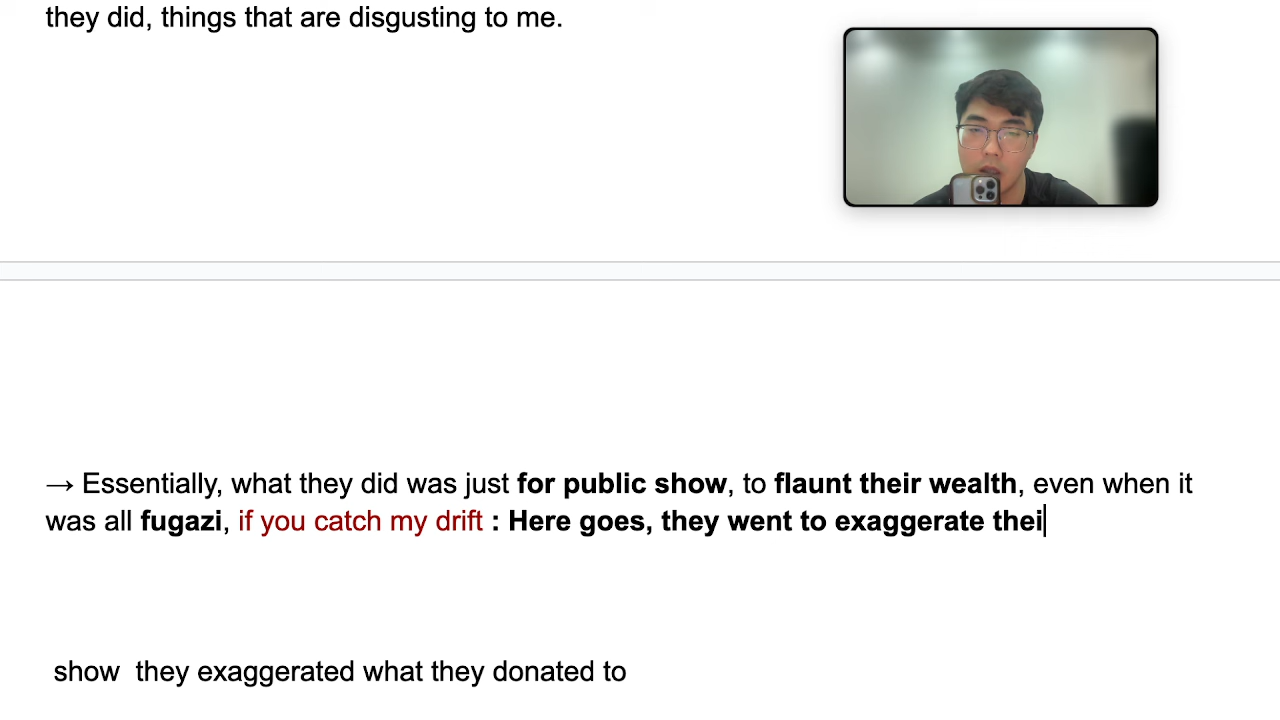 they did, things that are disgusting to me.
→ Essentially, what they did was just for public show, to flaunt their wealth, even when it
was all fugazi, if you catch my drift : Here goes, they went to exaggerate thei
show  they exaggerated what they donated to